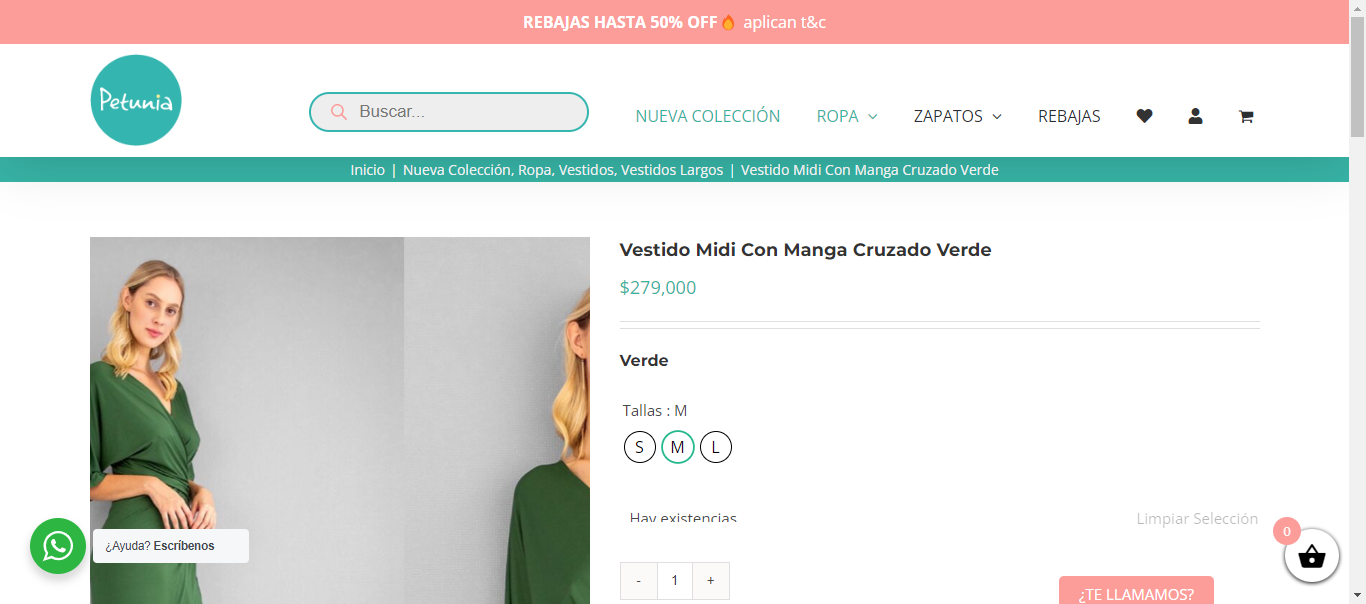 REBAJAS HASTA 50% OFF🔥 aplican t&c
Petunia
Buscar...
NUEVA COLECCIÓN ROPA ZAPATOS REBAJAS
Inicio | Nueva Colección, Ropa, Vestidos, Vestidos Largos | Vestido Midi Con Manga Cruzado Verde
Vestido Midi Con Manga Cruzado Verde
$279,000
Verde
Tallas : M
S M L
Hay existencias
Limpiar Selección
0
¿Ayuda? Escríbenos
- 1 +
¿TE LLAMAMOS?